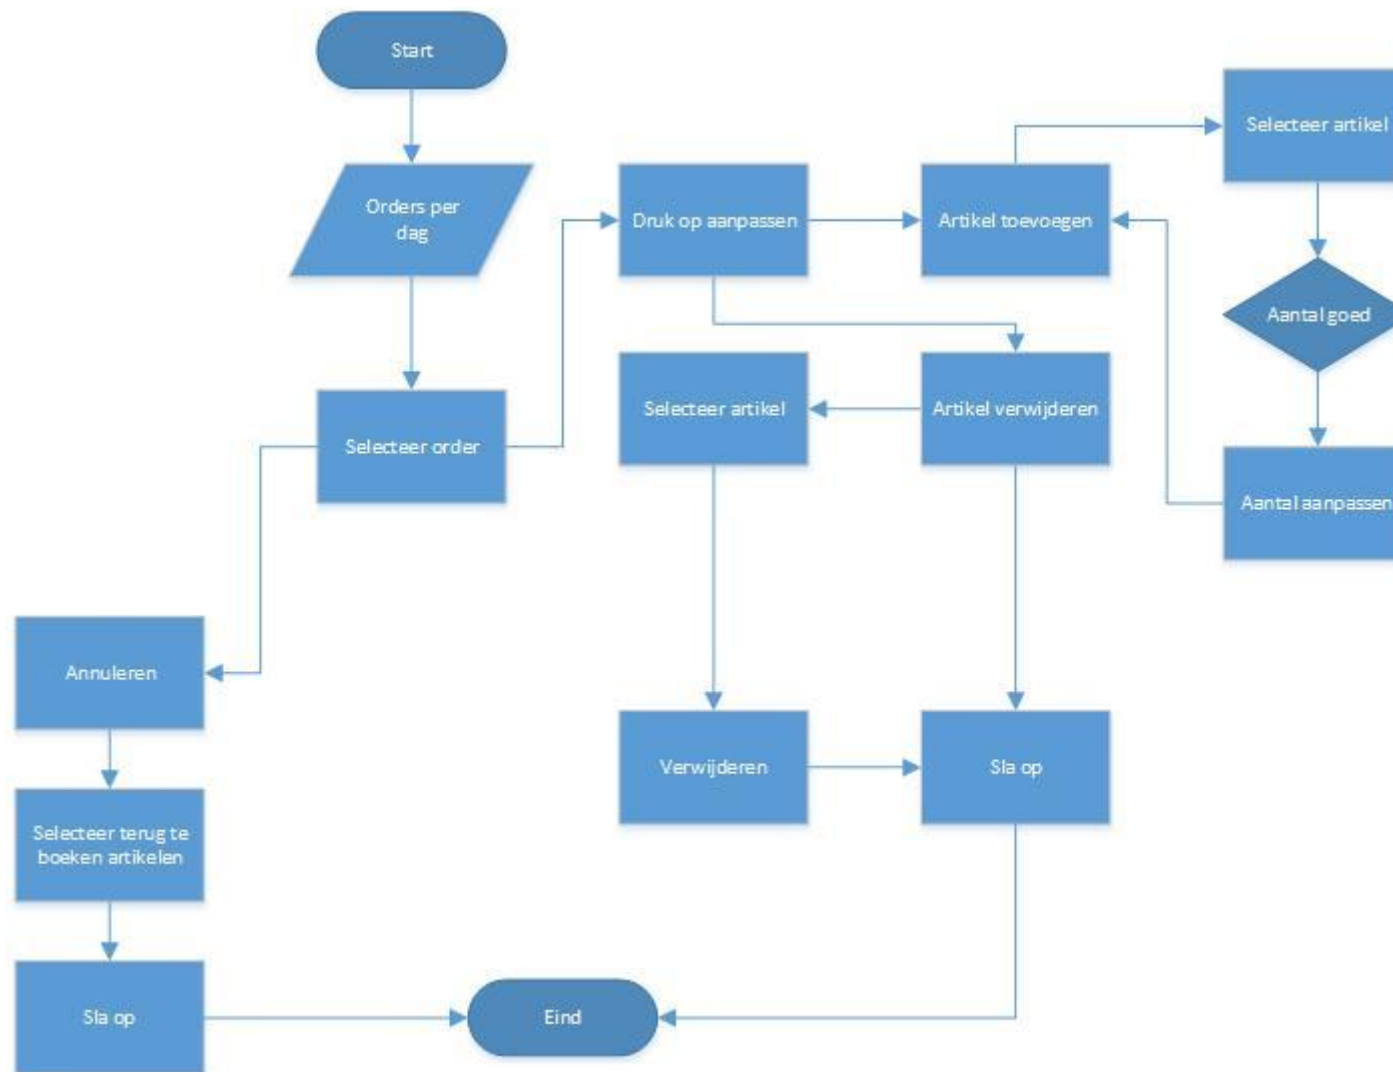 Start
Selecteer artikel
Orders per
dag
Druk op aanpassen
Artikel toevoegen
Aantal goed
Selecteer artikel
Artikel verwijderen
Selecteer order
Aantal aanpassen
Annuleren
Verwijderen
Sla op
Selecteer terug te
boeken artikelen
Sla op
Eind